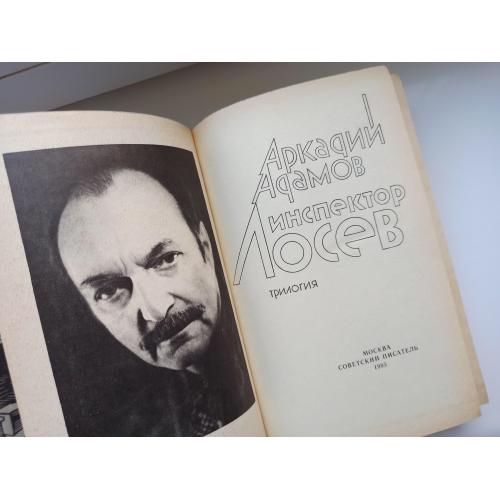 Аркадий
Адамов
инспектор
Лосев
трилогия
МОСКВА
СОВЕТСКИЙ ПИСАТЕЛЬ
1985